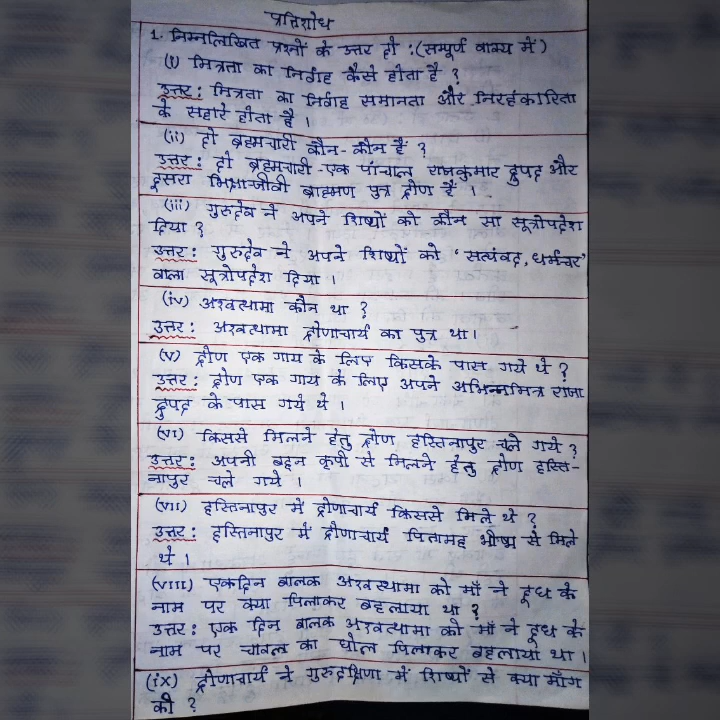 प्रतिशोध
1. निम्नलिखित प्रश्नों के उत्तर दो :(सम्पूर्ण वाक्य में)
(i) मित्रता का निर्वाह कैसे होता है ?
उत्तर : मित्रता का निर्वाह समानता और निरहंकारिता
के सहारे होता है ।
(ii) दो ब्रह्मचारी कौन-कौन हैं ?
उत्तर : दो ब्रह्मचारी -एक पांचाल राजकुमार द्रुपद और
दूसरा भिक्षाजीवी ब्राह्मण पुत्र द्रोण हैं ।
(iii) गुरुदेव ने अपने शिष्यों को कौन सा सूत्रोपदेश
दिया ?
उत्तर : गुरुदेव ने अपने शिष्यों को 'सत्यंवद, धर्मचर'
वाला सूत्रोपदेश दिया ।
(iv) अश्वत्थामा कौन था ?
उत्तर : अश्वत्थामा द्रोणाचार्य का पुत्र था।
(v) द्रोण एक गाय के लिए किसके पास गये थे ?
उत्तर : द्रोण एक गाय के लिए अपने अभिन्नमित्र राजा
द्रुपद के पास गये थे ।
(vi) किससे मिलने हेतु द्रोण हस्तिनापुर चले गये ?
उत्तर : अपनी बहन कृपी से मिलने हेतु द्रोण हस्ति-
नापुर चले गये ।
(vii) हस्तिनापुर में द्रोणाचार्य किससे मिले थे ?
उत्तर : हस्तिनापुर में द्रोणाचार्य पितामह भीष्म से मिले
थे ।
(viii) एकदिन बालक अश्वत्थामा को माँ ने दूध के
नाम पर क्या पिलाकर बहलाया था ?
उत्तर : एक दिन बालक अश्वत्थामा को माँ ने दूध के
नाम पर चावल का घोल पिलाकर बहलाया था ।
(ix) द्रोणाचार्य ने गुरुदक्षिणा में शिष्यों से क्या माँग
की ?